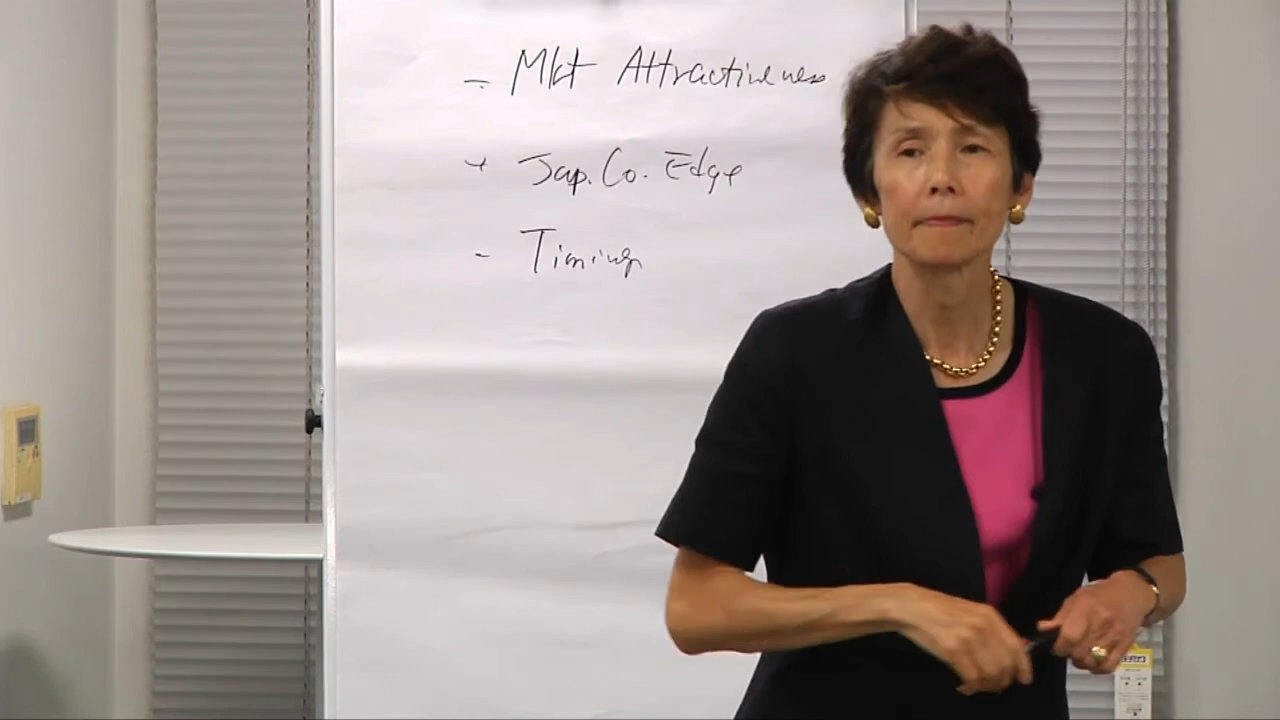 - Mkt Attractiveness
+ Jap. Co. Edge
- Timing